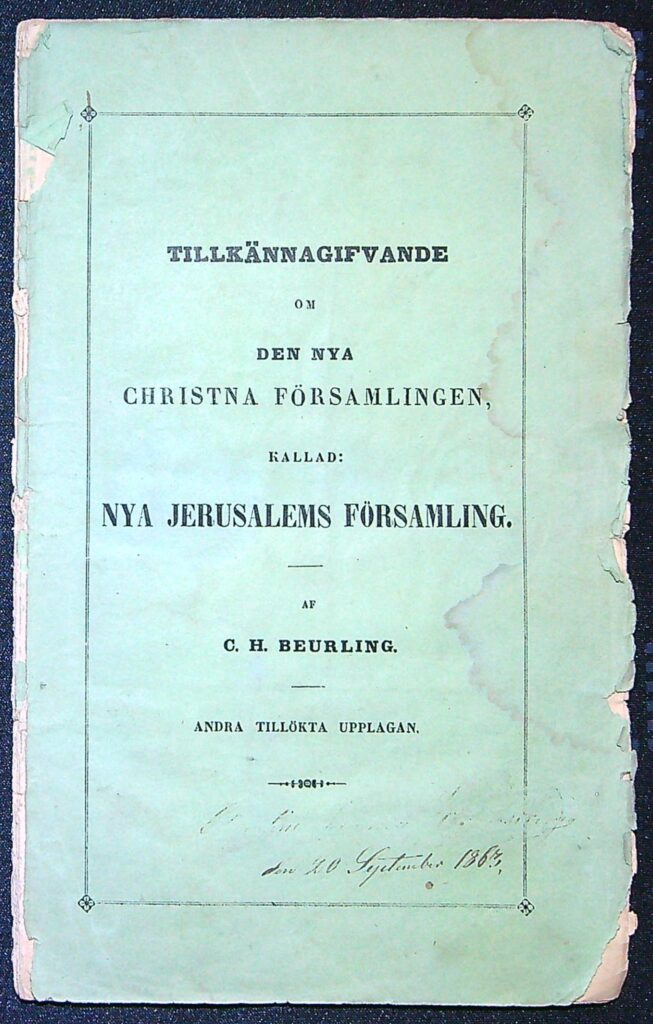 TILLKÄNNAGIFVANDE
OM
DEN NYA
CHRISTNA FÖRSAMLINGEN,
KALLAD:
NYA JERUSALEMS FÖRSAMLING.
AF
C. H. BEURLING.
ANDRA TILLÖKTA UPPLAGAN.
den 20 September 1863.